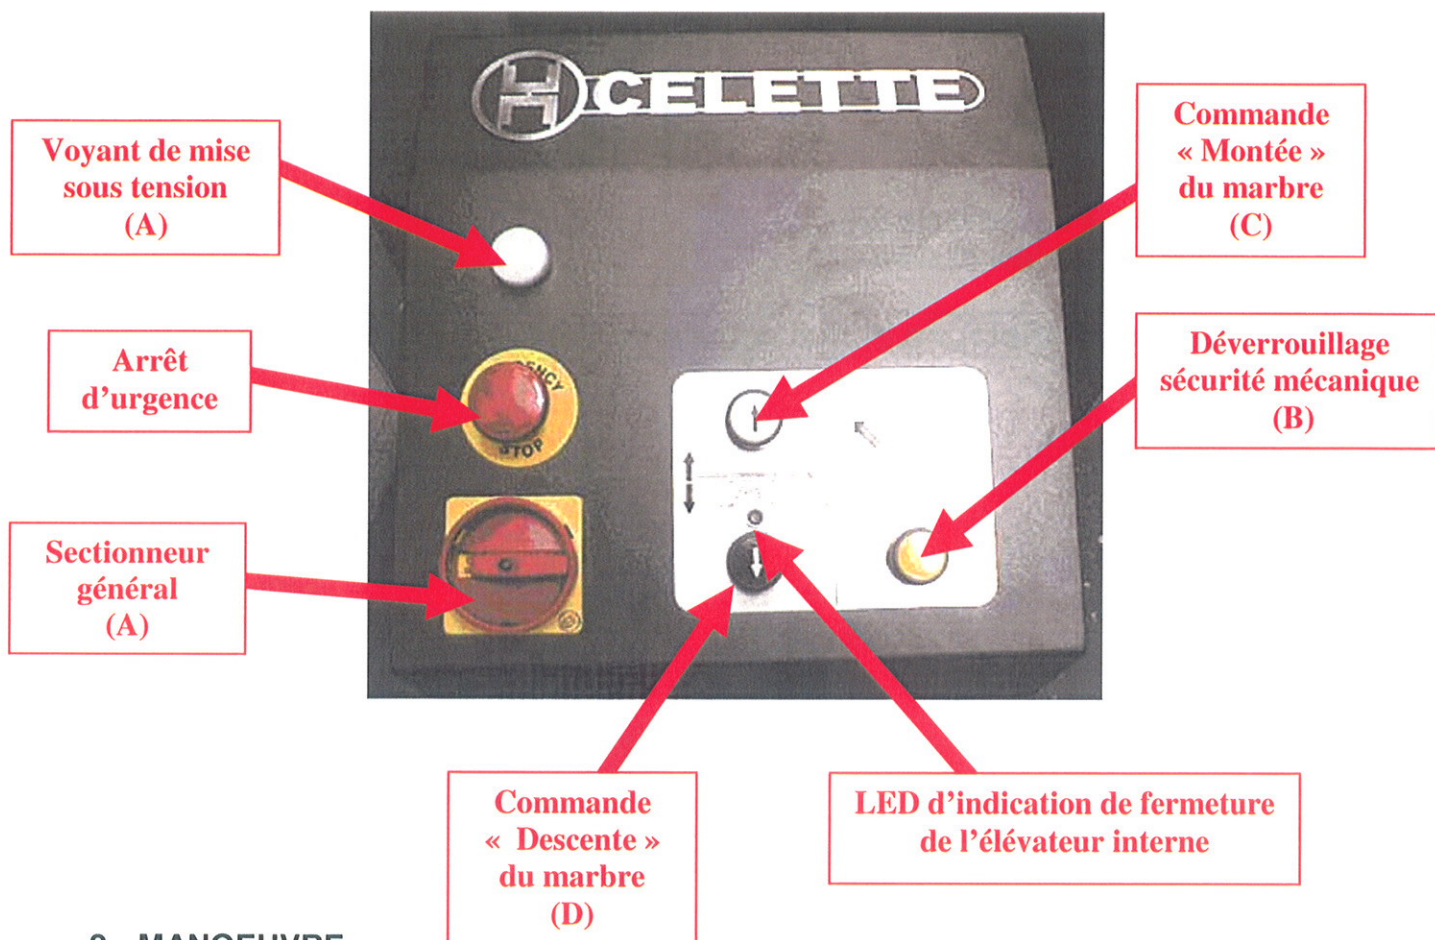 CELETTE
Voyant de mise
sous tension
(A)
Commande
« Montée »
du marbre
(C)
Arrêt
d’urgence
Déverrouillage
sécurité mécanique
(B)
STOP
Sectionneur
général
(A)
Commande
« Descente »
du marbre
(D)
LED d’indication de fermeture
de l’élévateur interne
MANOEUVRE